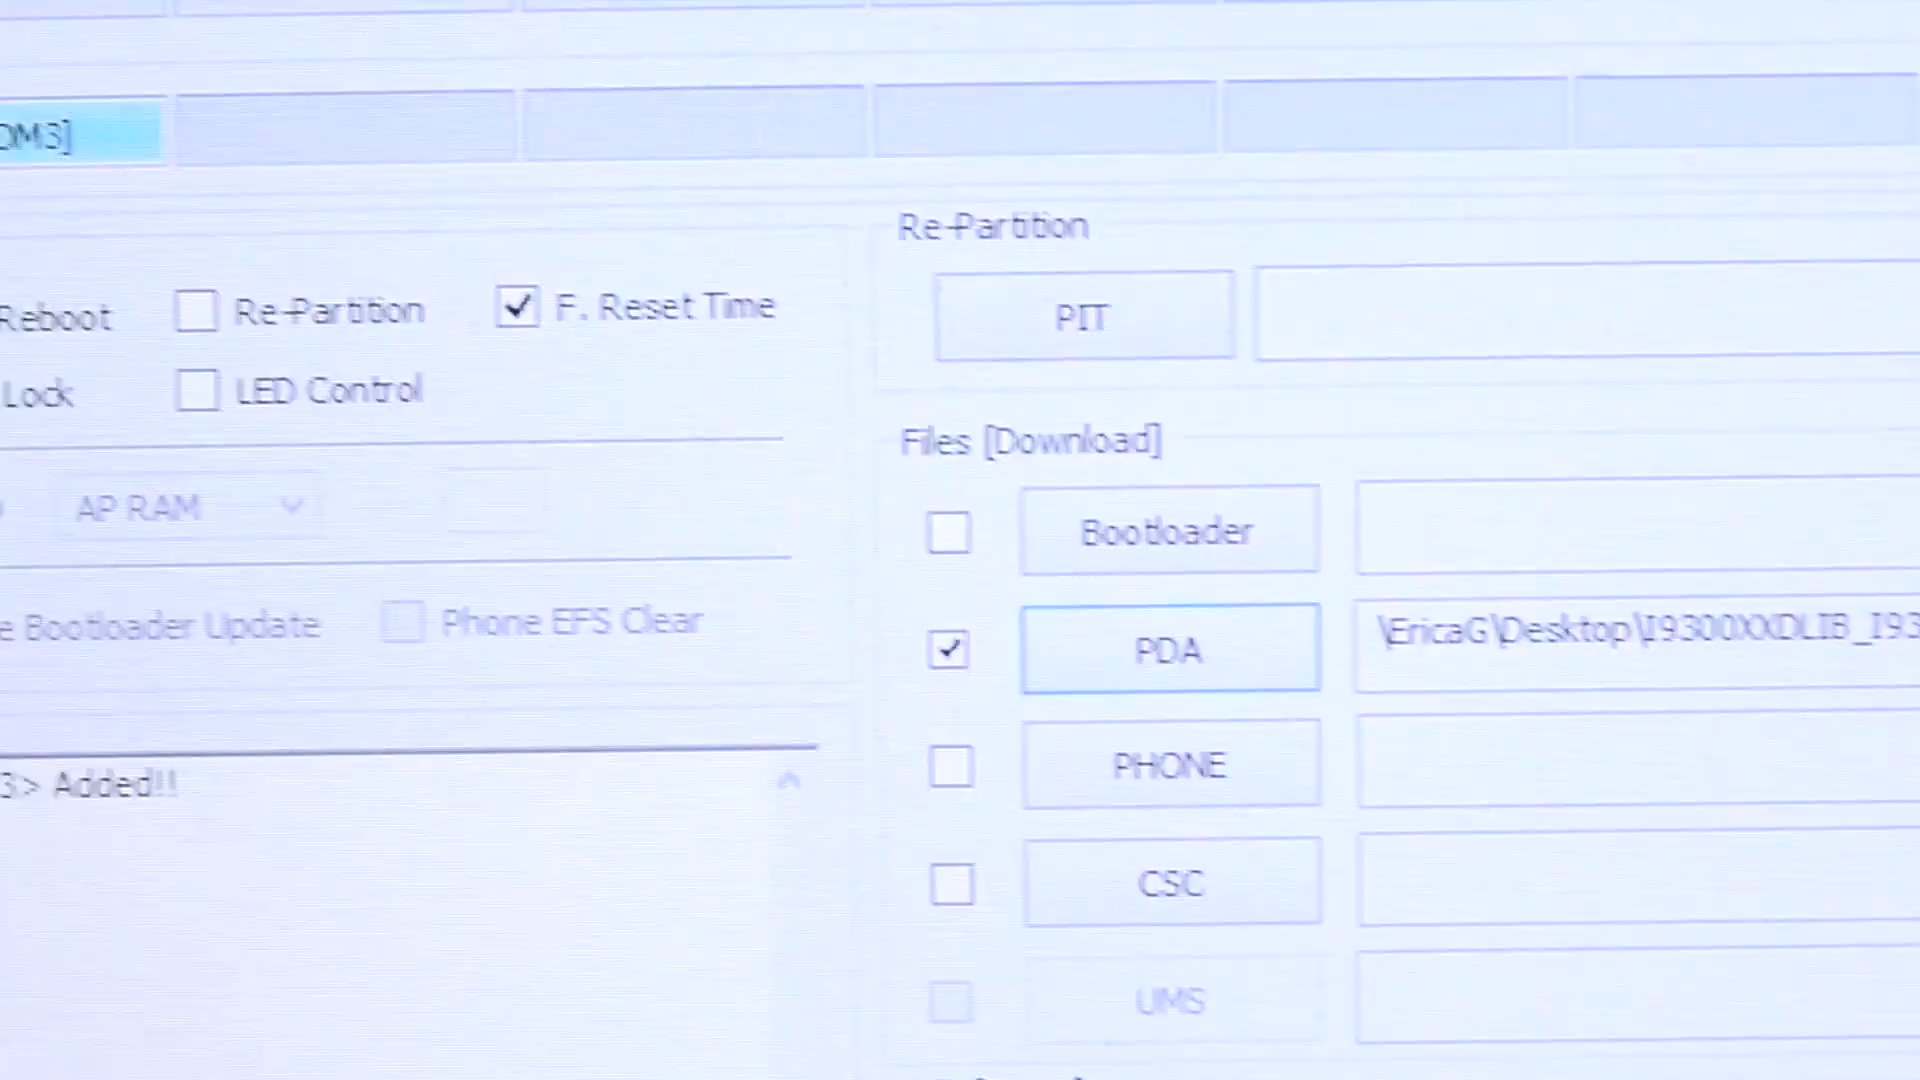 OM3]
Re-Partition
PIT
Reboot
Re-Partition
F. Reset Time
Lock
LED Control
AP RAM
e Bootloader Update
Phone EFS Clear
3> Added!!
Files [Download]
Bootloader
PDA
\EricaG\Desktop\I9300XXDLIB_I93
PHONE
CSC
UMS